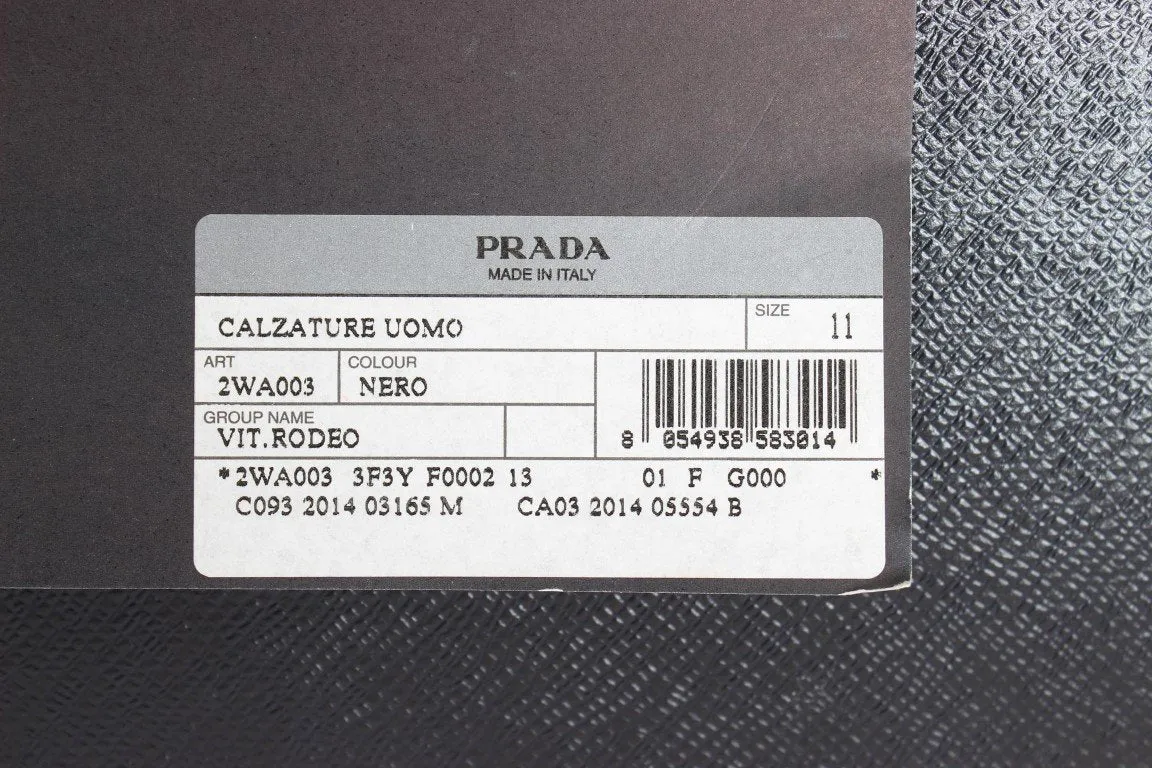 PRADA
MADE IN ITALY
CALZATURE UOMO
SIZE
11
ART
2WA003
COLOUR
NERO
GROUP NAME
VIT.RODEO
8 054938 583014
*2WA003 3F3Y F0002 13 01 F G000 *
C093 2014 03165 M CA03 2014 05554 B